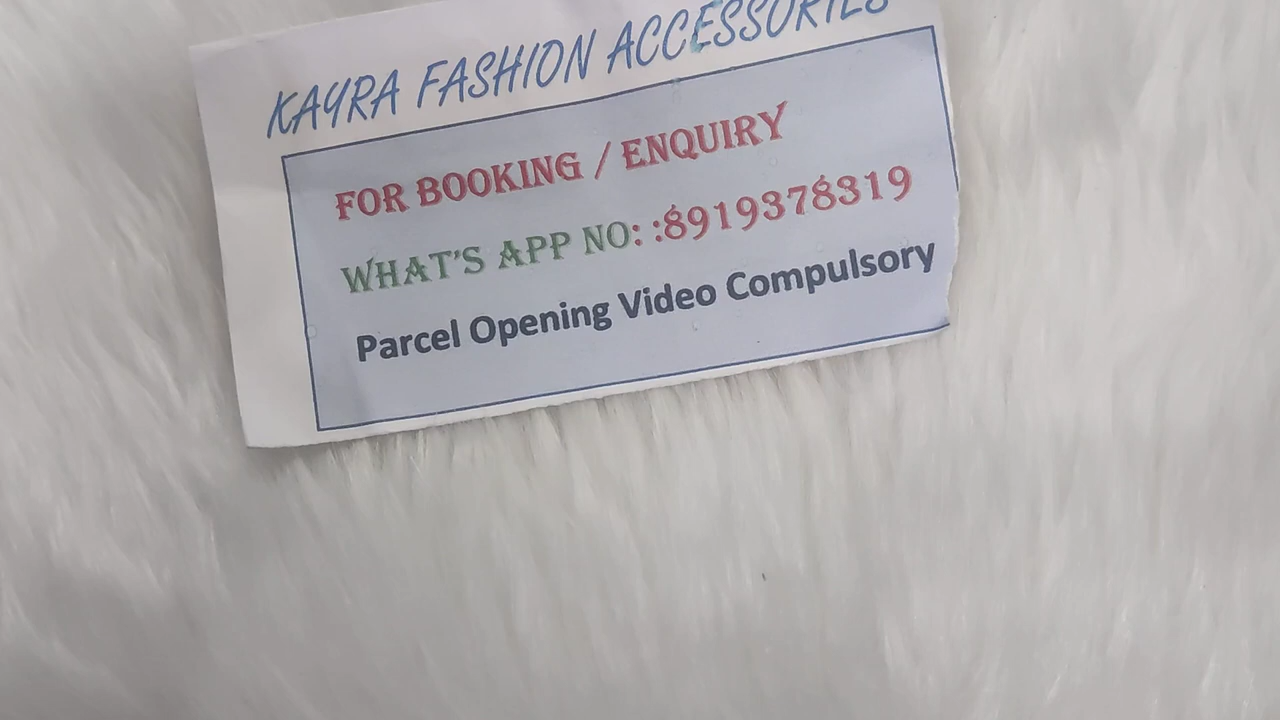 KAYRA FASHION ACCESSORIES
FOR BOOKING / ENQUIRY
WHAT'S APP NO: :8919378319
Parcel Opening Video Compulsory